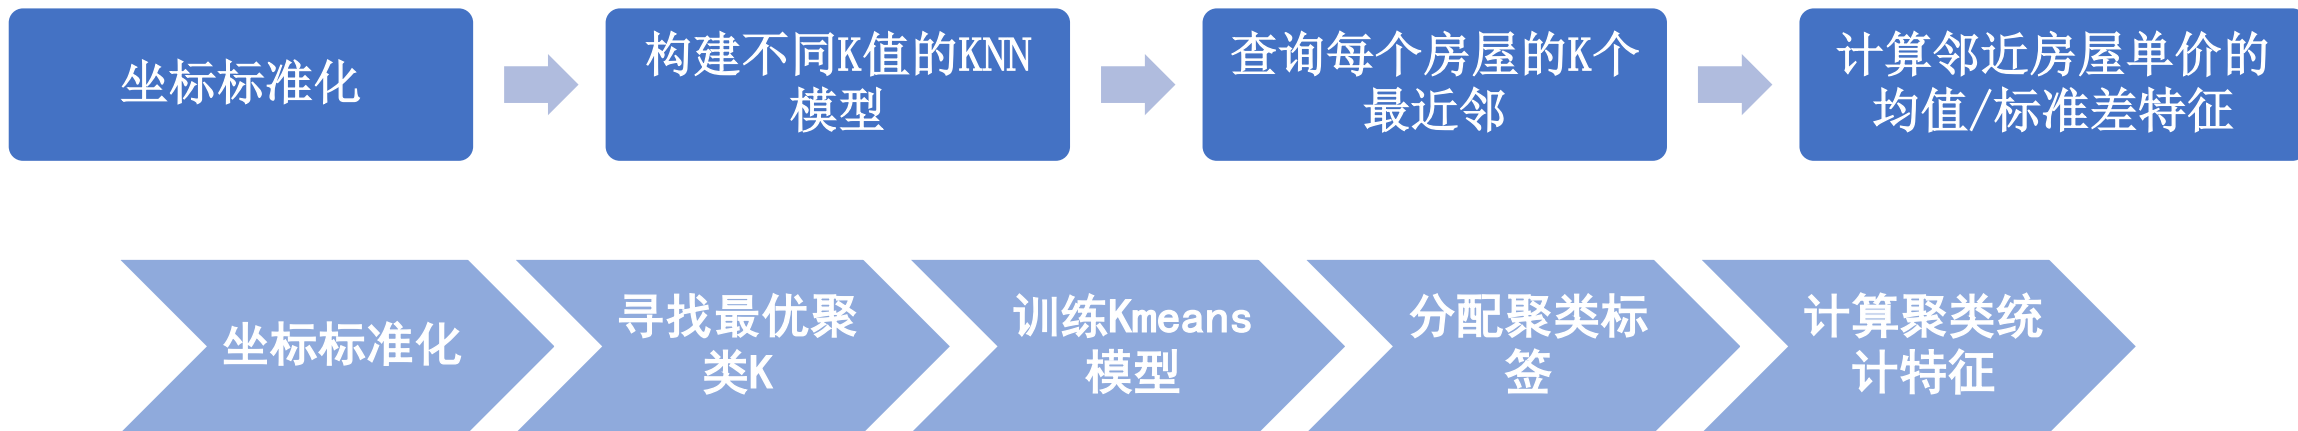 坐标标准化
构建不同K值的KNN
模型
查询每个房屋的K个
最近邻
计算邻近房屋单价的
均值/标准差特征
坐标标准化
寻找最优聚
类K
训练Kmeans
模型
分配聚类标
签
计算聚类统
计特征